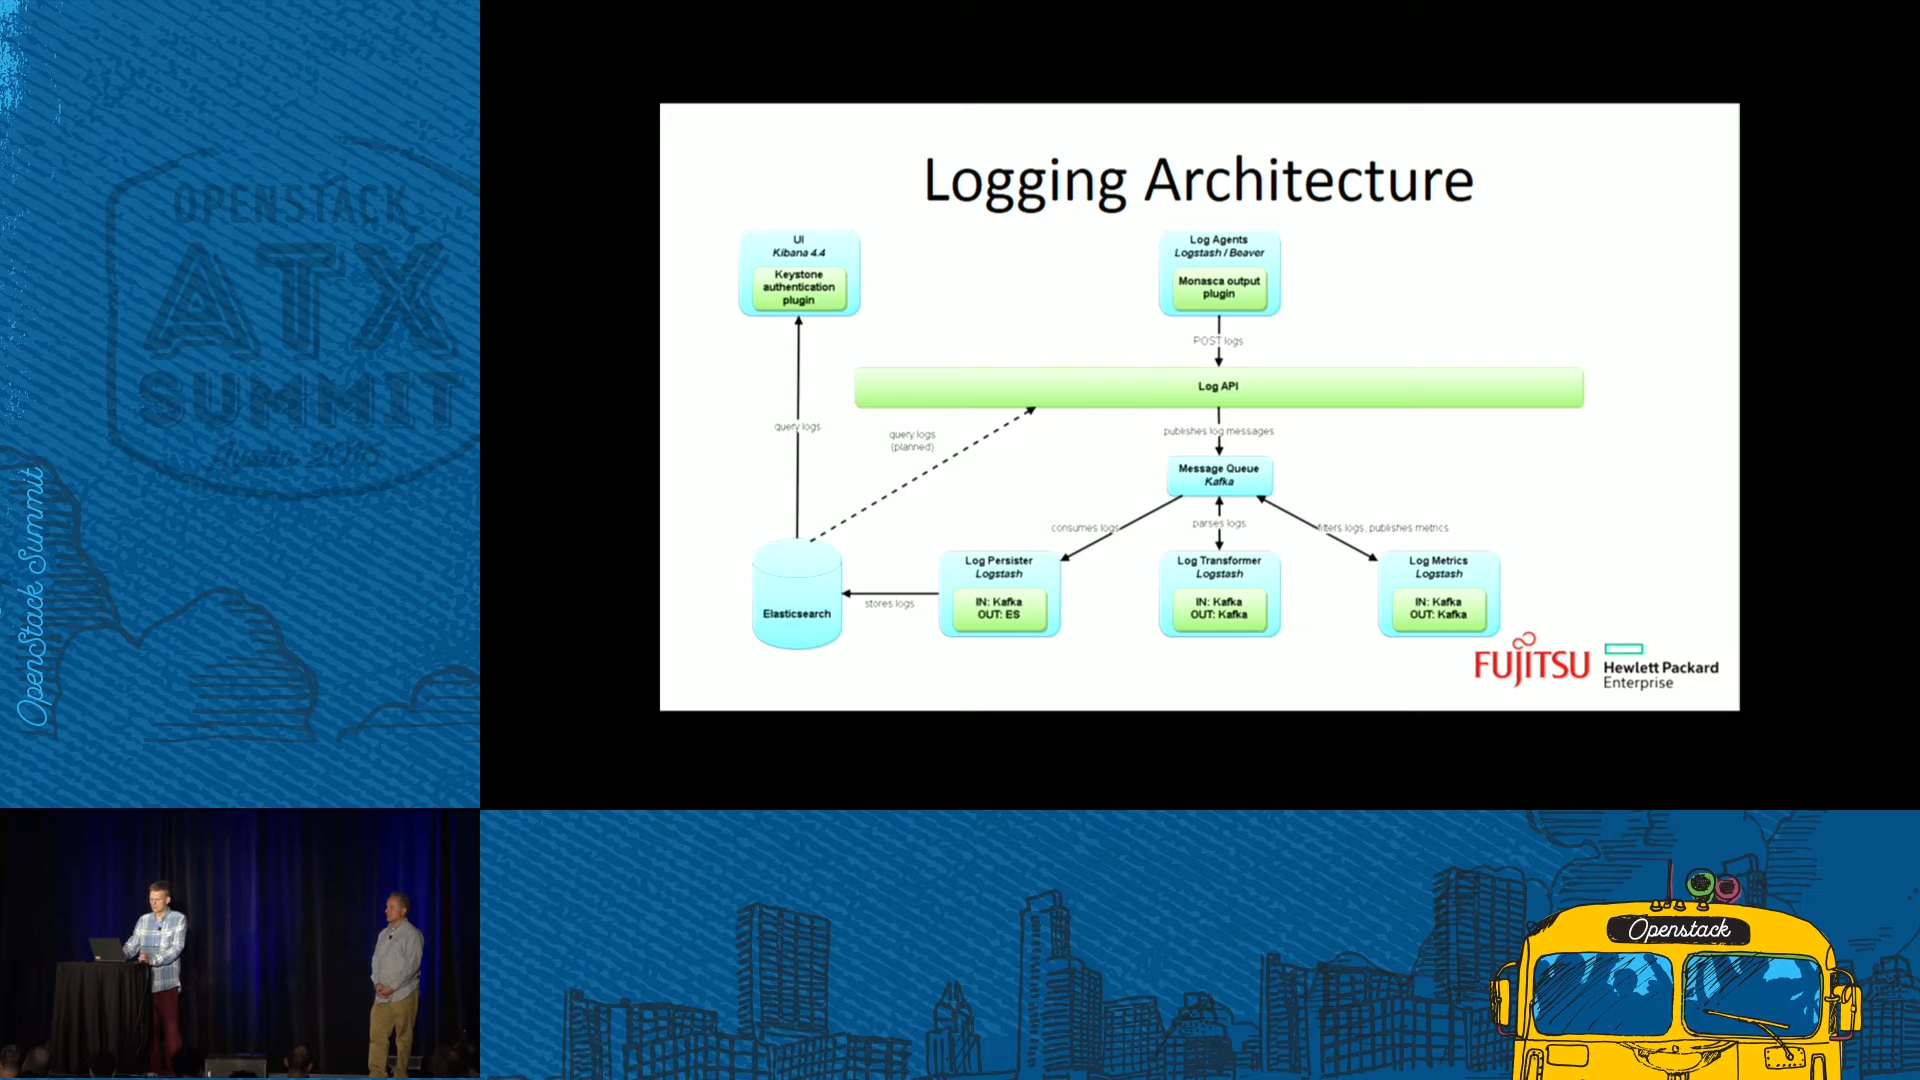 OPENSTACK
ATX
SUMMIT
Austin 2016
OpenStack Summit
Logging Architecture
UI
Kibana 4.4
Keystone
authentication
plugin
Log Agents
Logstash / Beaver
Monasca output
plugin
POST logs
Log API
query logs
query logs
(planned)
publishes log messages
Message Queue
Kafka
consumes logs
parses logs
filters logs, publishes metrics
Elasticsearch
stores logs
Log Persister
Logstash
IN: Kafka
OUT: ES
Log Transformer
Logstash
IN: Kafka
OUT: Kafka
Log Metrics
Logstash
IN: Kafka
OUT: Kafka
FUJITSU
Hewlett Packard
Enterprise
Openstack